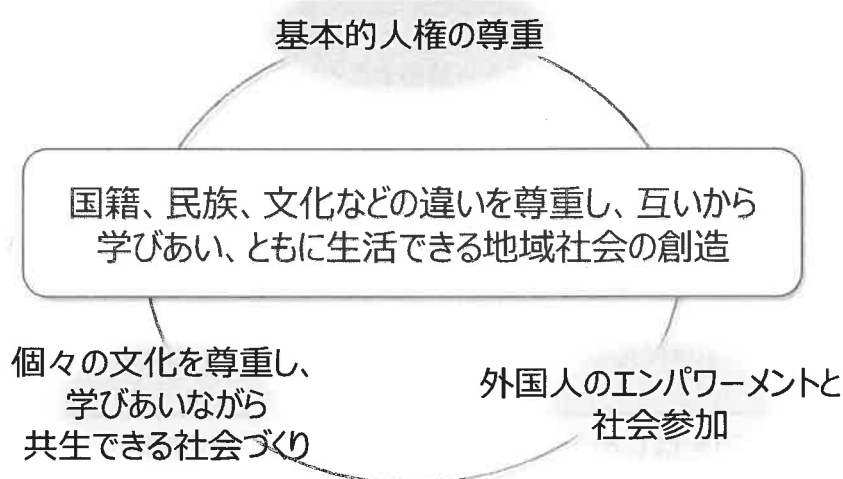 基本的人権の尊重
国籍、民族、文化などの違いを尊重し、互いから
学びあい、ともに生活できる地域社会の創造
個々の文化を尊重し、
学びあいながら
共生できる社会づくり
外国人のエンパワーメントと
社会参加